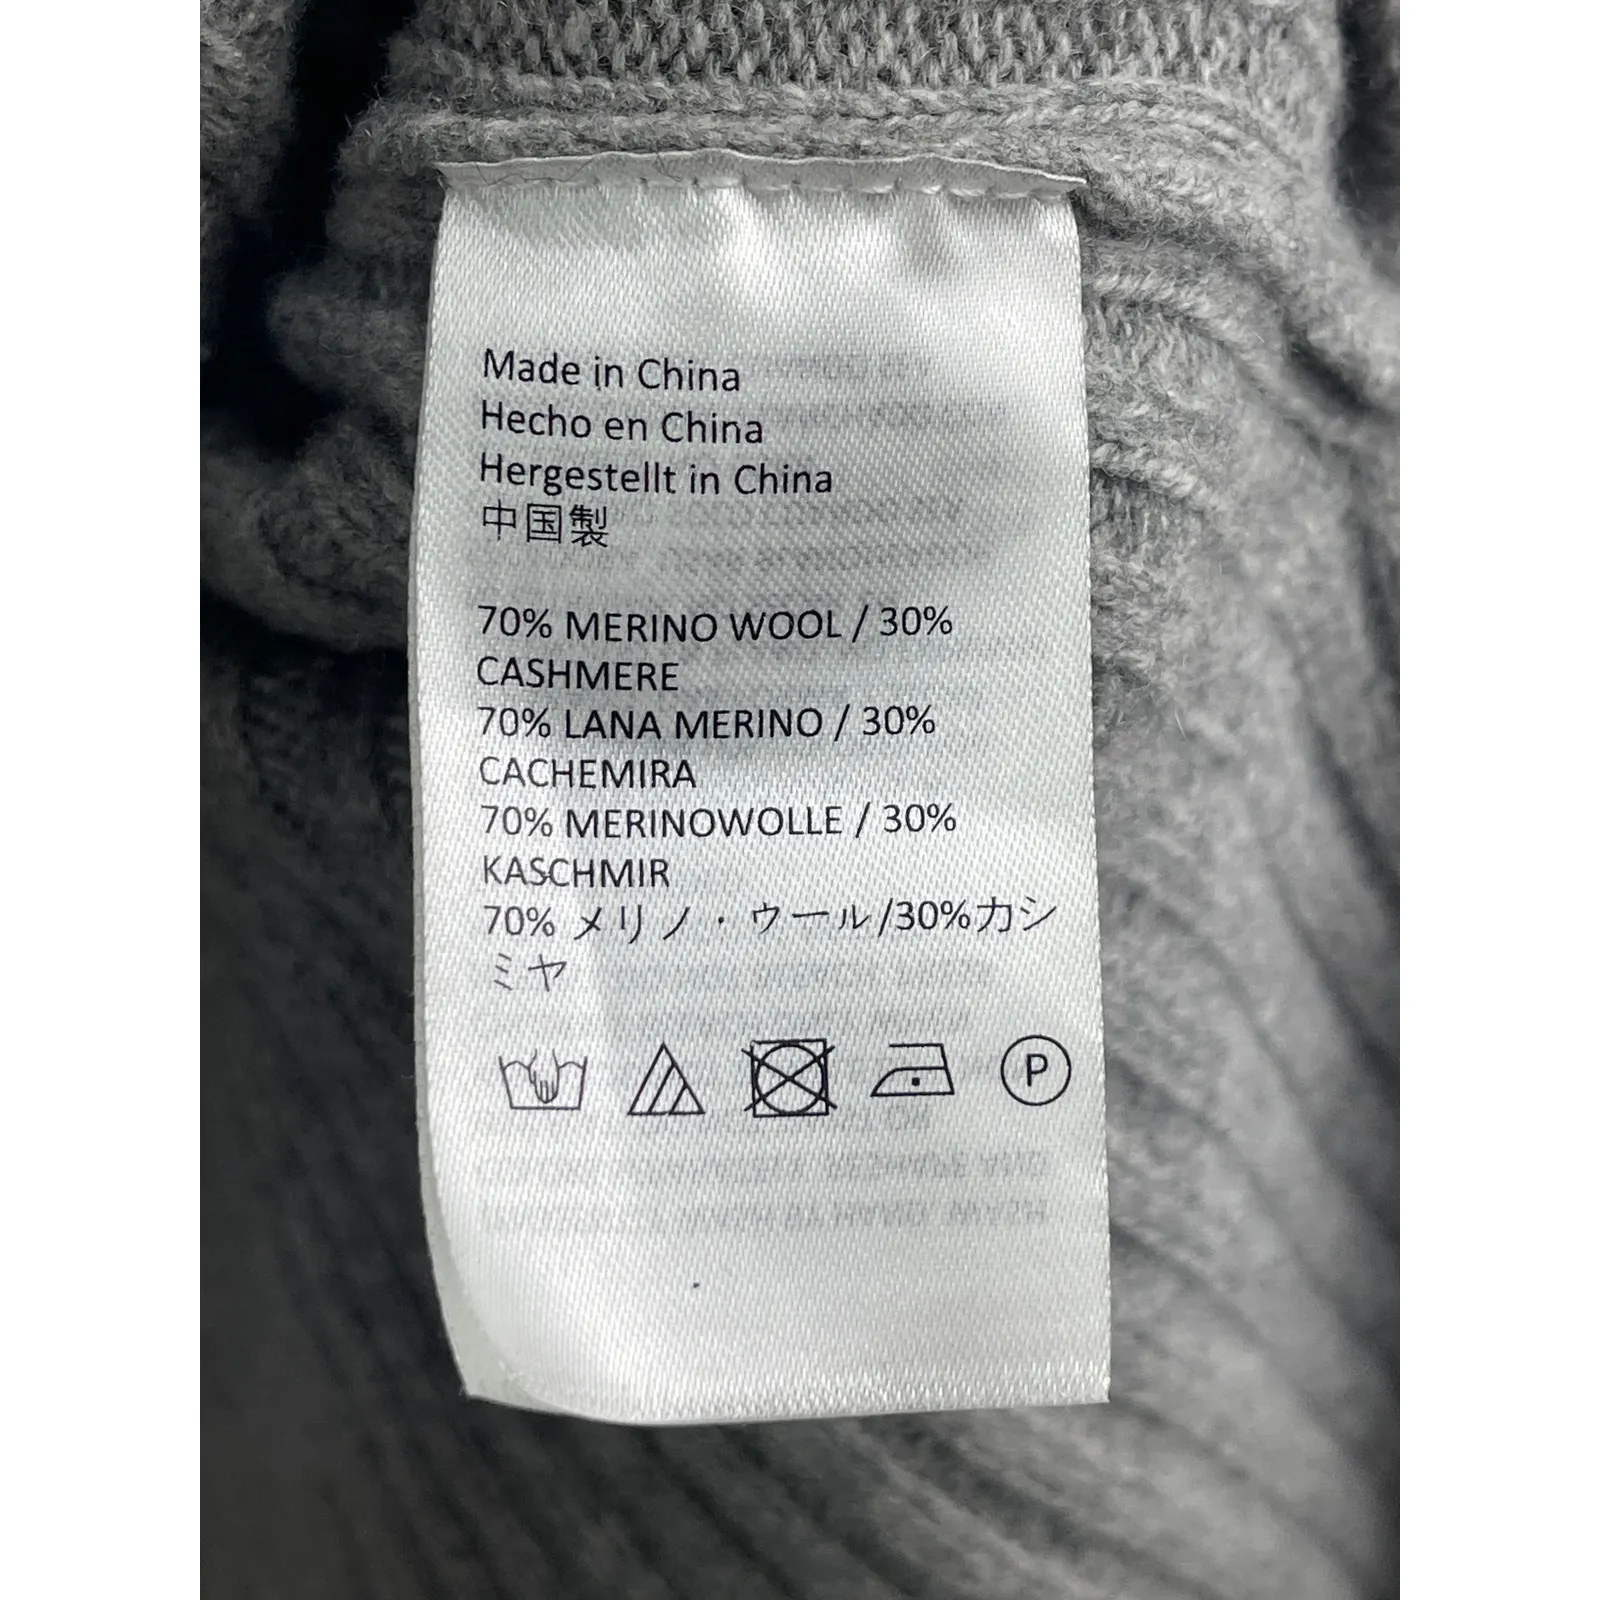 Made in China
Hecho en China
Hergestellt in China
中国製
70% MERINO WOOL / 30%
CASHMERE
70% LANA MERINO / 30%
CACHEMIRA
70% MERINOWOLLE / 30%
KASCHMIR
70% メリノ・ウール/30%カシ
ミヤ
P